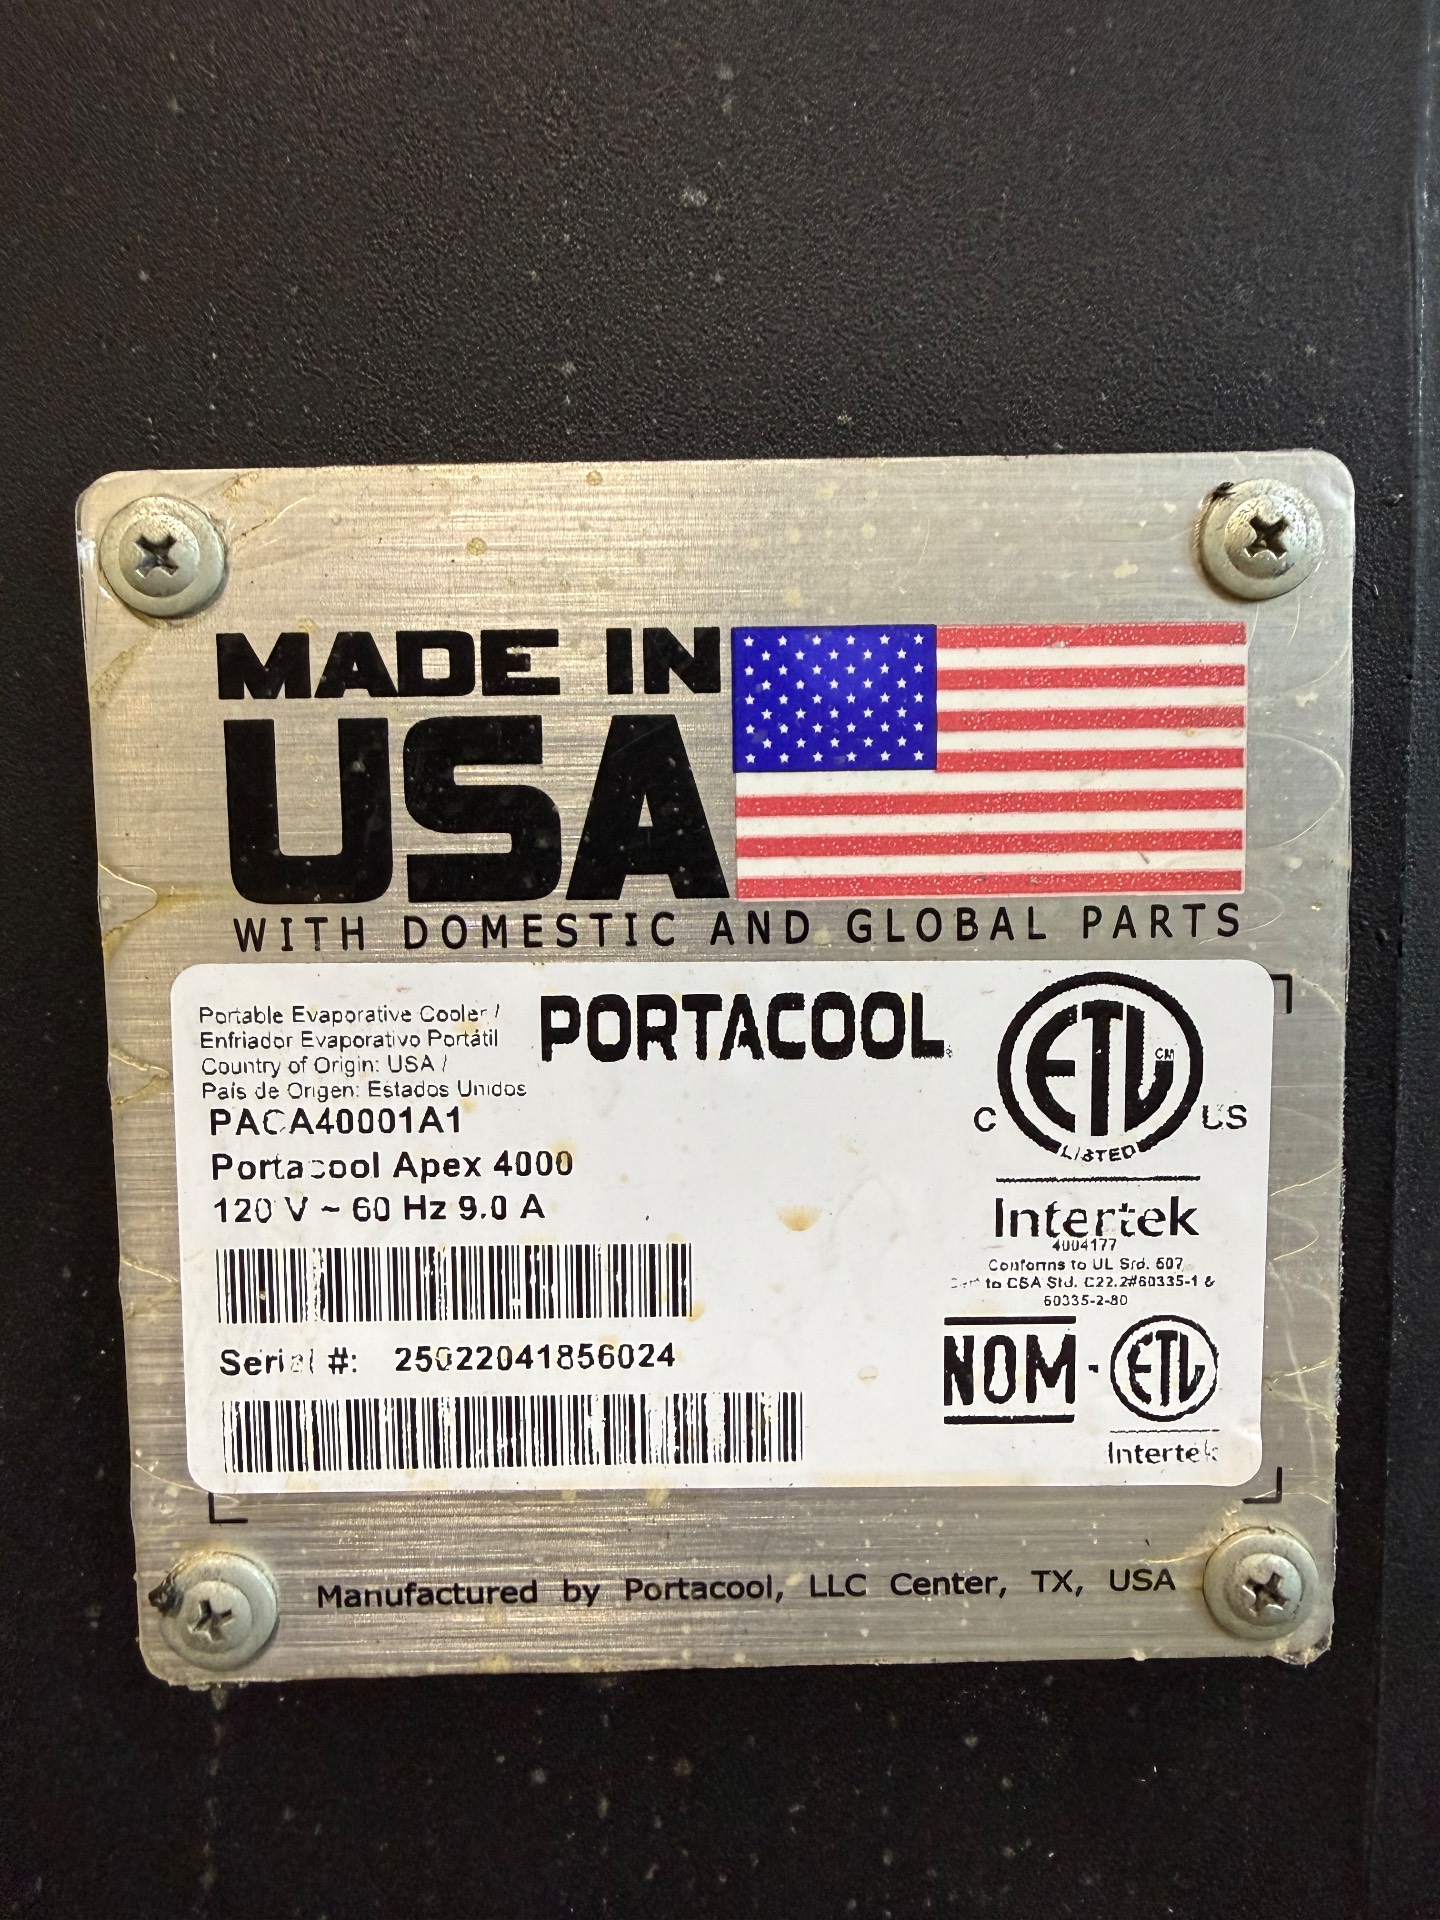 MADE IN
USA
WITH DOMESTIC AND GLOBAL PARTS
Portable Evaporative Cooler /
Enfriador Evaporativo Portátil
Country of Origin: USA /
País de Origen: Estados Unidos
PORTACOOL
PACA40001A1
Portacool Apex 4000
120 V ~ 60 Hz 9.0 A
Serial #: 25022041856024
ETL CM
C US
LISTED
Intertek
4004177
Conforms to UL Std. 507
to CSA Std. C22.2#60335-1 &
60335-2-80
NOM - ETL
Intertek
Manufactured by Portacool, LLC Center, TX, USA